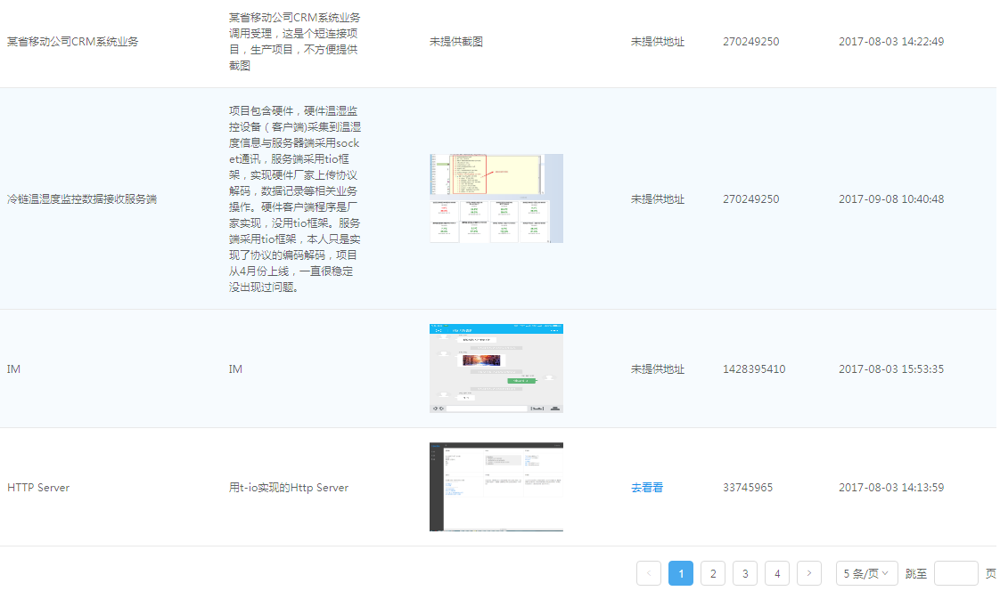 某省移动公司CRM系统业务
某省移动公司CRM系统业务
调用受理，这是个短连接项
目，生产项目，不方便提供
截图
未提供截图
未提供地址
270249250
2017-08-03 14:22:49
冷链温湿度监控数据接收服务端
项目包含硬件，硬件温湿监
控设备（客户端)采集到温湿
度信息与服务器端采用sock
et通讯，服务端采用tio框
架，实现硬件厂家上传协议
解码，数据记录等相关业务
操作。硬件客户端程序是厂
家实现，没用tio框架。服务
端采用tio框架，本人只是实
现了协议的编码解码，项目
从4月份上线，一直很稳定
没出现过问题。
未提供地址
270249250
2017-09-08 10:40:48
IM
IM
未提供地址
1428395410
2017-08-03 15:53:35
HTTP Server
用t-io实现的Http Server
去看看
33745965
2017-08-03 14:13:59
1 2 3 4 5 条/页 跳至 页